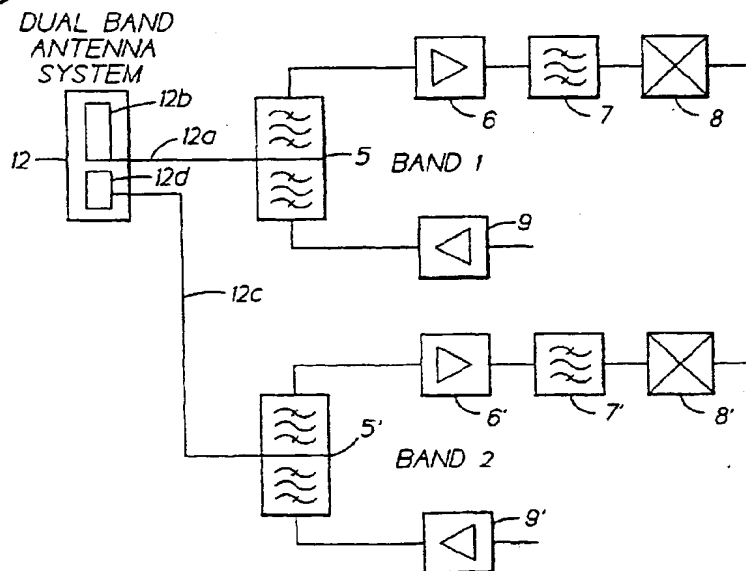 DUAL BAND
ANTENNA
SYSTEM
12b
12a
12
12d
5
BAND 1
6
7
8
9
12c
6'
7'
8'
5'
BAND 2
9'